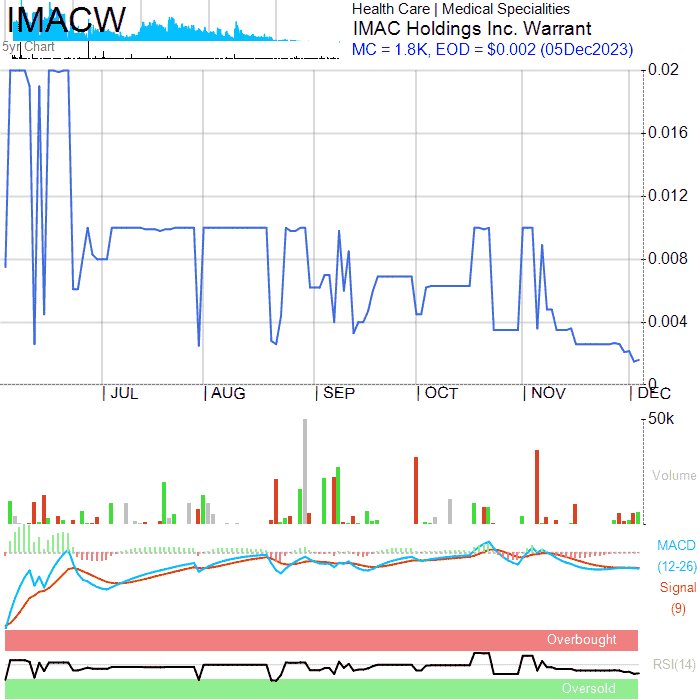 IMACW
5yr Chart
Health Care | Medical Specialities
IMAC Holdings Inc. Warrant
MC = 1.8K, EOD = $0.002 (05Dec2023)
0.02
0.016
0.012
0.008
0.004
0
JUL
AUG
SEP
OCT
NOV
DEC
50k
Volume
MACD
(12-26)
Signal
(9)
Overbought
RSI(14)
Oversold